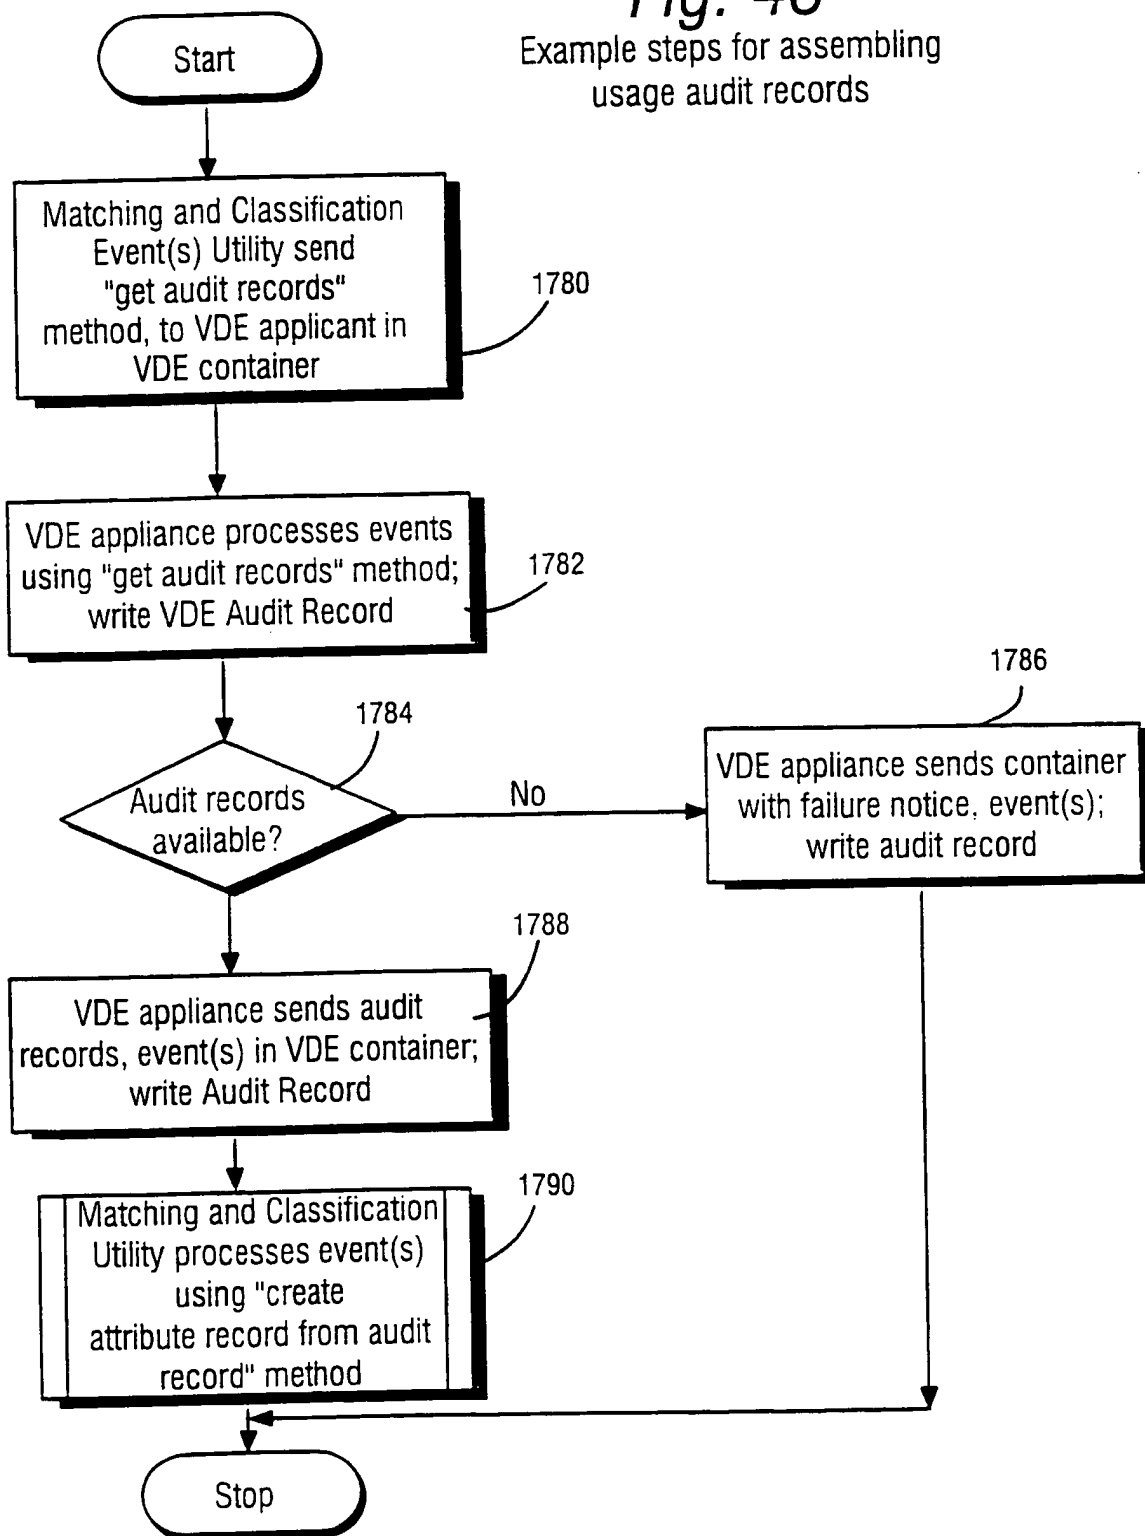 Example steps for assembling
usage audit records
Start
Matching and Classification
Event(s) Utility send
"get audit records"
method, to VDE applicant in
VDE container
1780
VDE appliance processes events
using "get audit records" method;
write VDE Audit Record
1782
1784
Audit records
available?
No
1786
VDE appliance sends container
with failure notice, event(s);
write audit record
1788
VDE appliance sends audit
records, event(s) in VDE container;
write Audit Record
1790
Matching and Classification
Utility processes event(s)
using "create
attribute record from audit
record" method
Stop